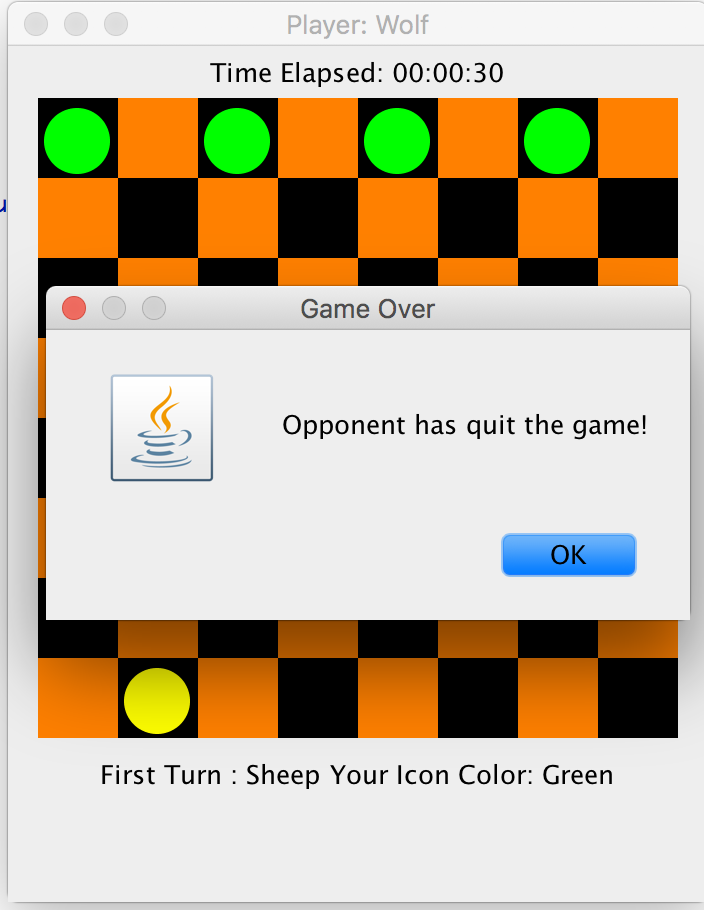 Player: Wolf
Time Elapsed: 00:00:30
Game Over
Opponent has quit the game!
OK
First Turn : Sheep Your Icon Color: Green